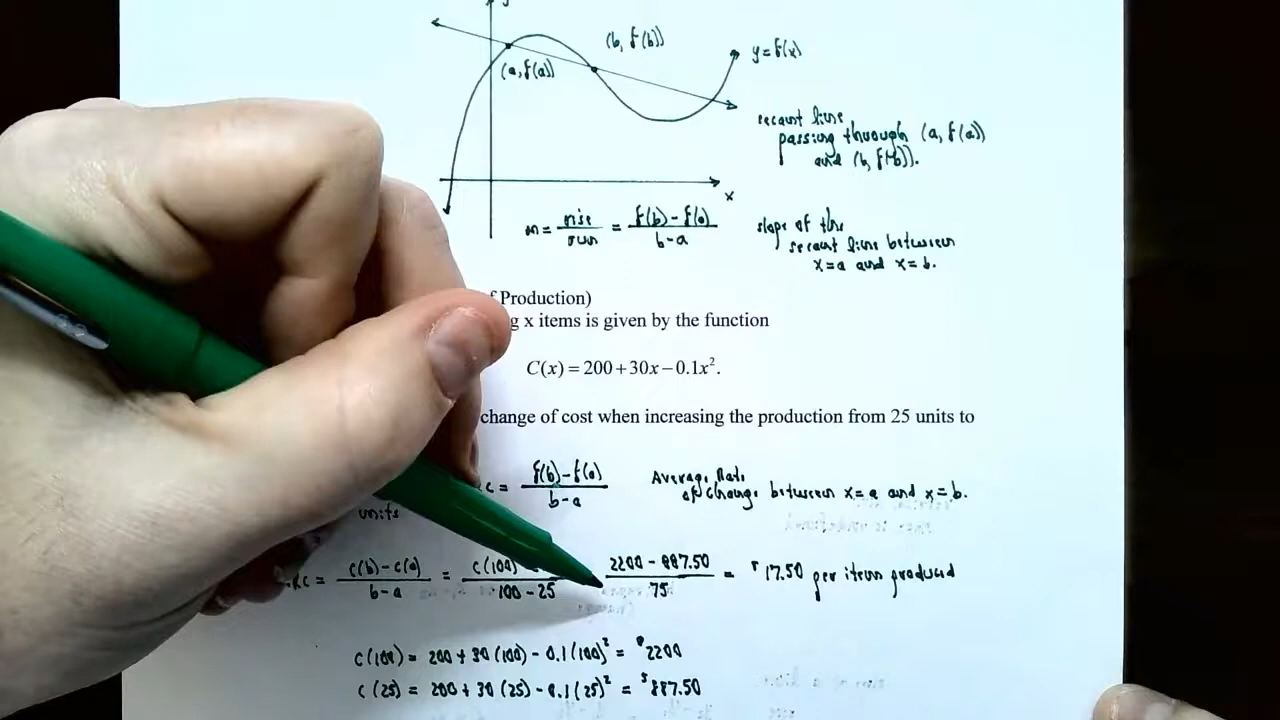 y
(b, f(b))
(a, f(a))
y = f(x)
secant line
passing through (a, f(a))
and (b, f(b)).
x
m = rise/run = f(b) - f(a)/b - a
slope of the
secant line between
x = a and x = b.
Production)
g x items is given by the function
C(x) = 200 + 30x − 0.1x².
change of cost when increasing the production from 25 units to
C = f(b) - f(a)/b - a
Average Rate
of change between x = a and x = b.
units
RC = C(b) - C(a)/b - a = C(100)/100 - 25 2200 - 887.50/75 = $17.50 per item produced
C(100) = 200 + 30(100) - 0.1(100)² = $2200
C(25) = 200 + 30(25) - 0.1(25)² = $887.50